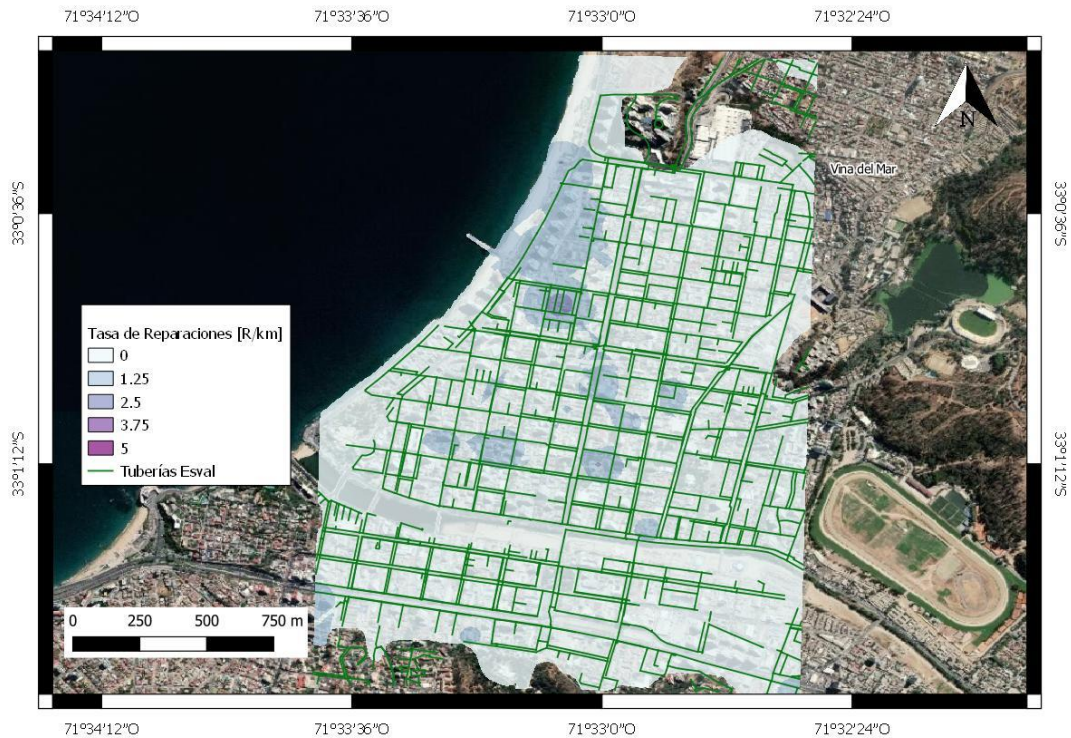 71°34'12"O
71°33'36"O
71°33'0"O
71°32'24"O
33°0'36"S
33°0'36"S
N
Vina del Mar
Tasa de Reparaciones [R/km]
0
1.25
2.5
3.75
5
Tuberías Esval
33°1'12"S
33°1'12"S
0
250
500
750 m
71°34'12"O
71°33'36"O
71°33'0"O
71°32'24"O